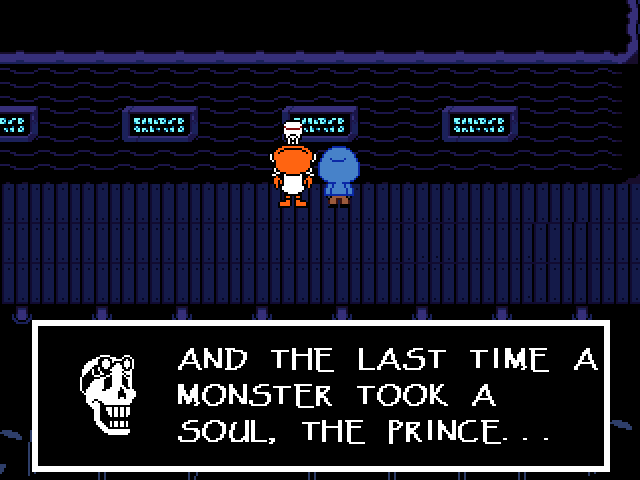 AND THE LAST TIME A
MONSTER TOOK A
SOUL, THE PRINCE...